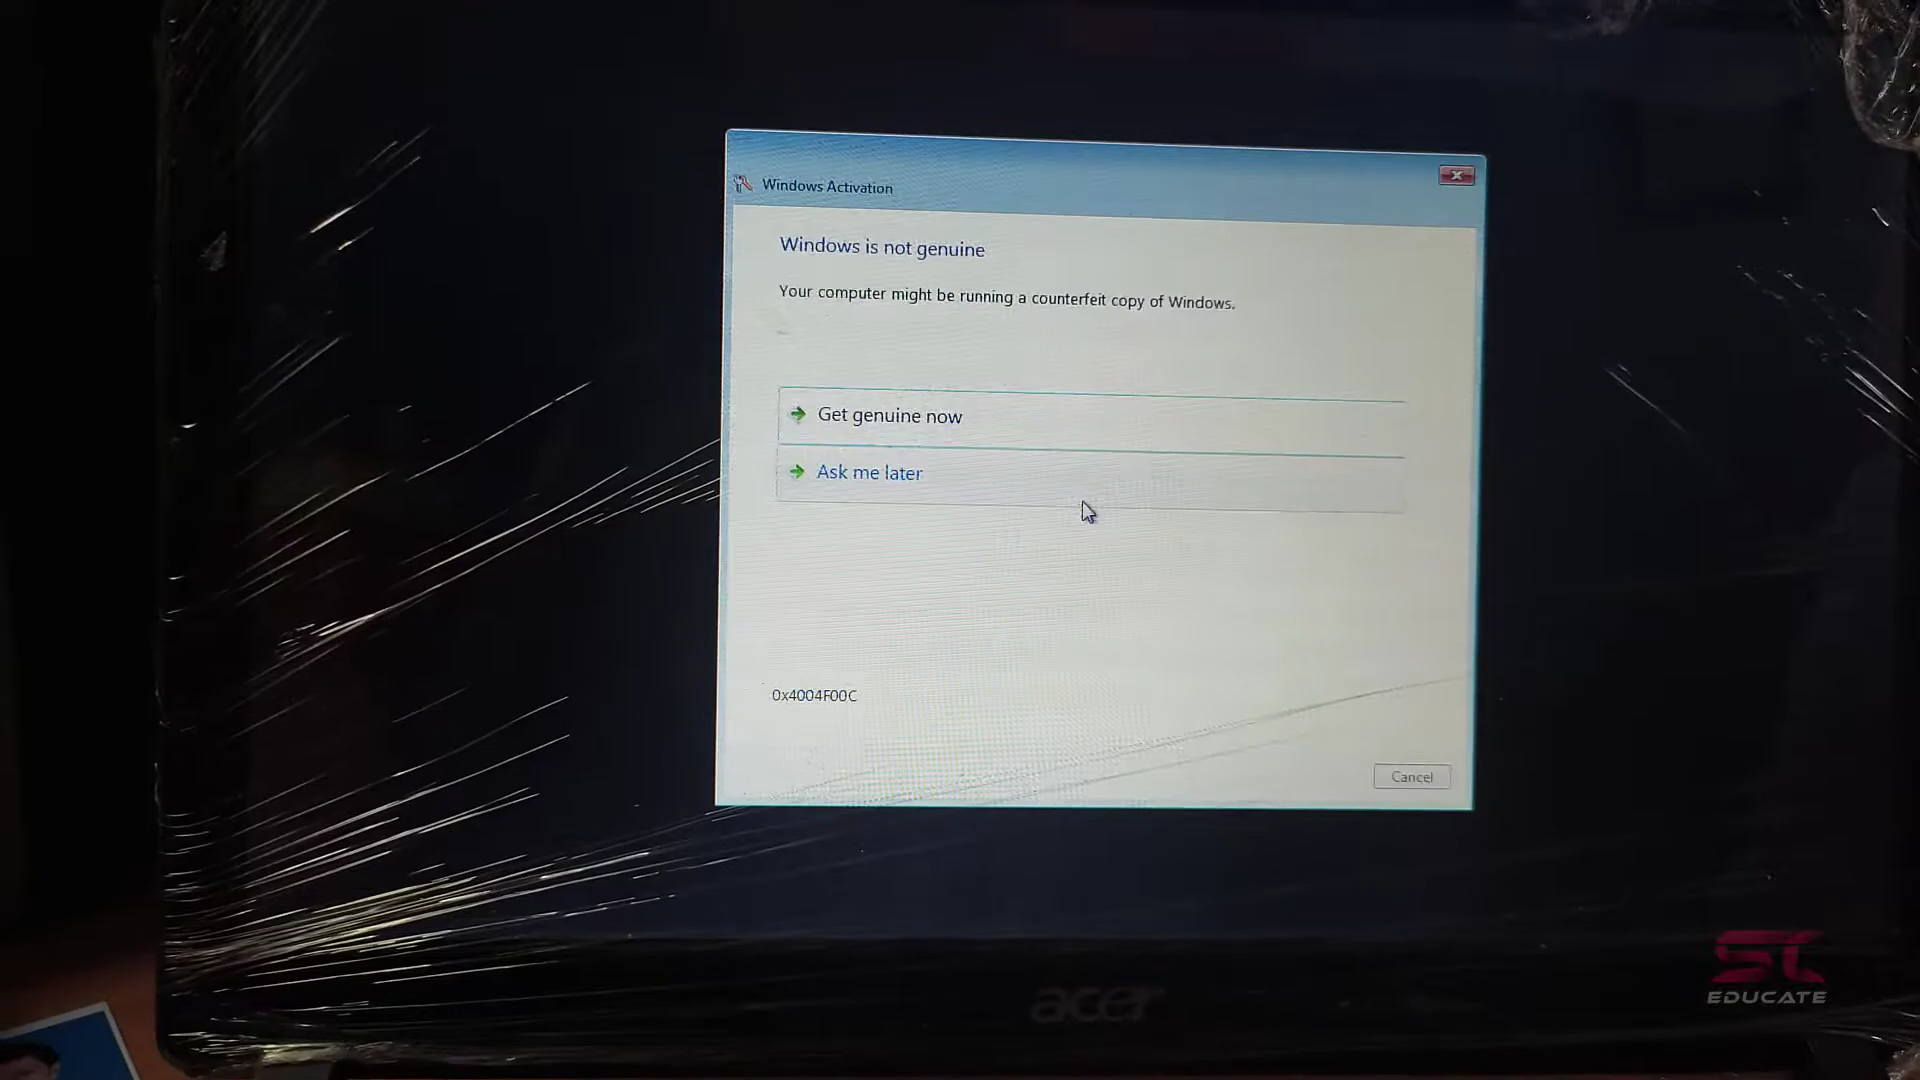 Windows Activation
Windows is not genuine
Your computer might be running a counterfeit copy of Windows.
Get genuine now
Ask me later
0x4004F00C
Cancel
acer
SC
EDUCATE